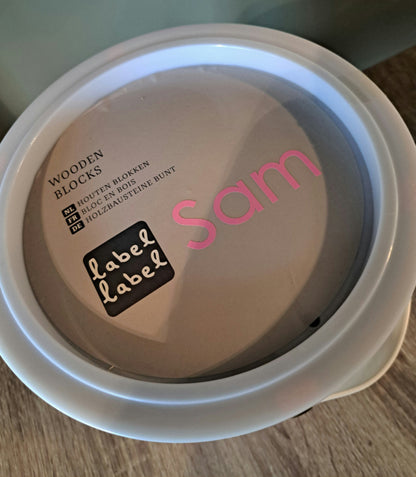 WOODEN
BLOCKS
NL HOUTEN BLOKKEN
FR BLOC EN BOIS
DE HOLZBAUSTEINE BUNT
label
label
Sam